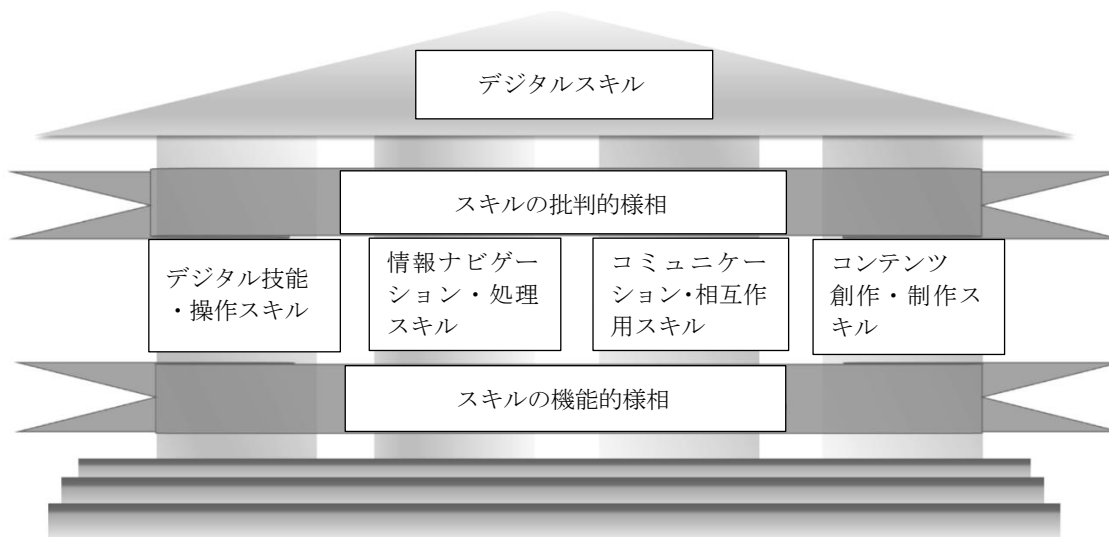 デジタルスキル
スキルの批判的様相
デジタル技能
・操作スキル
情報ナビゲー
ション・処理
スキル
コミュニケー
ション・相互作
用スキル
コンテンツ
創作・制作ス
キル
スキルの機能的様相